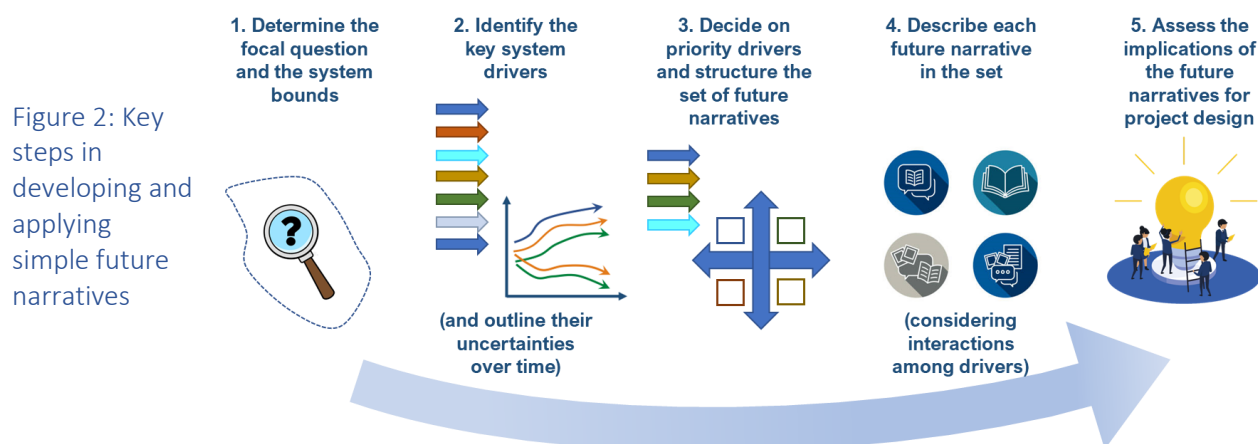 Figure 2: Key
steps in
developing and
applying
simple future
narratives
1. Determine the
focal question
and the system
bounds
2. Identify the
key system
drivers
(and outline their
uncertainties
over time)
3. Decide on
priority drivers
and structure the
set of future
narratives
4. Describe each
future narrative
in the set
(considering
interactions
among drivers)
5. Assess the
implications of
the future
narratives for
project design
?